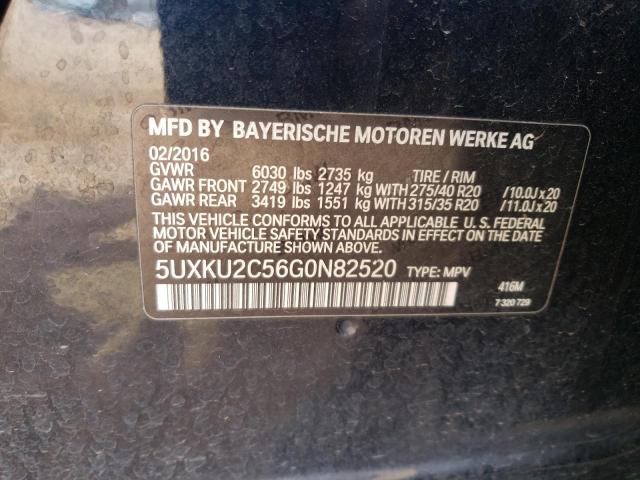 MFD BY BAYERISCHE MOTOREN WERKE AG
02/2016
GVWR 6030 lbs 2735 kg TIRE / RIM
GAWR FRONT 2749 lbs 1247 kg WITH 275/40 R20 /10.0J x 20
GAWR REAR 3419 lbs 1551 kg WITH 315/35 R20 /11.0J x 20
THIS VEHICLE CONFORMS TO ALL APPLICABLE U. S. FEDERAL
MOTOR VEHICLE SAFETY STANDARDS IN EFFECT ON THE DATE
OF MANUFACTURE
5UXKU2C56G0N82520 TYPE: MPV
416M
7 320 729